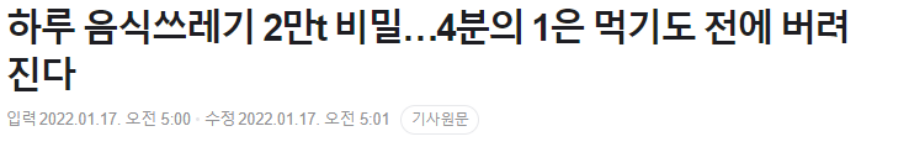 하루 음식쓰레기 2만t 비밀…4분의 1은 먹기도 전에 버려
진다
입력 2022.01.17. 오전 5:00 · 수정 2022.01.17. 오전 5:01 기사원문